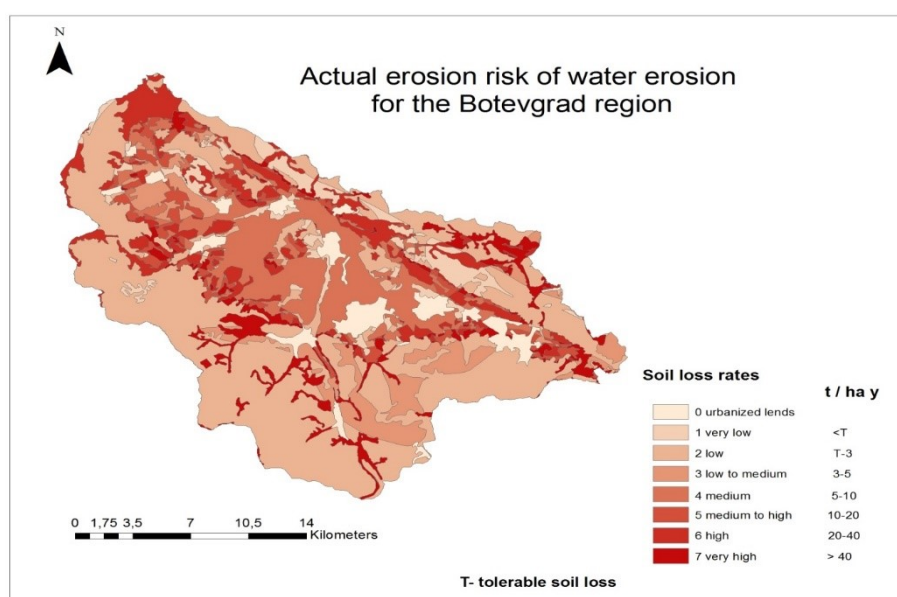 N
Actual erosion risk of water erosion
for the Botevgrad region
Soil loss rates
t / ha y
0 urbanized lends
1 very low <T
2 low T-3
3 low to medium 3-5
4 medium 5-10
5 medium to high 10-20
6 high 20-40
7 very high > 40
0 1,75 3,5 7 10,5 14
Kilometers
T- tolerable soil loss